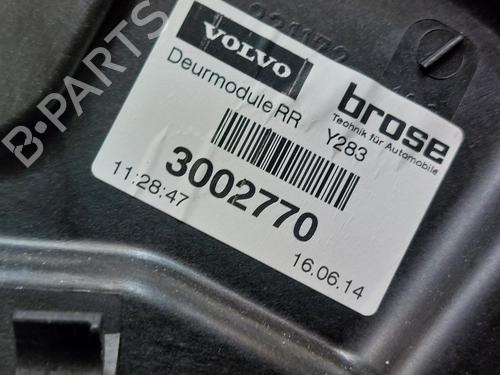 VOLVO
brose
Technik für Automobile
Deurmodule RR
Y283
3002770
11:28:47
16.06.14
B-PARTS